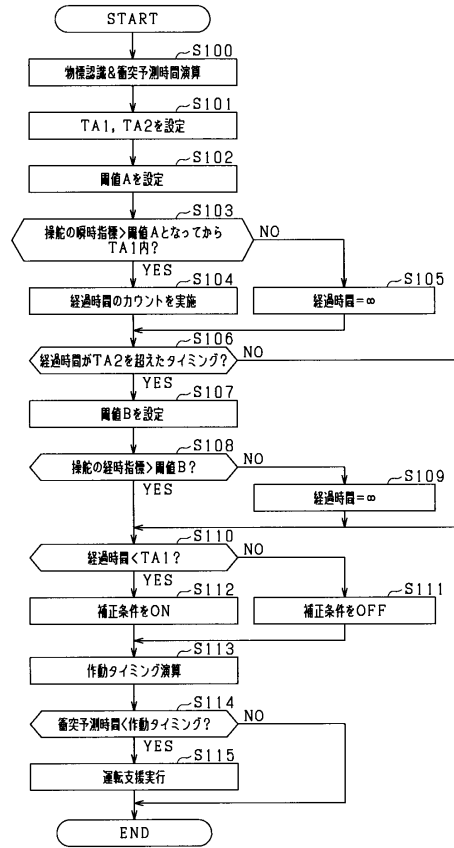 START
S100
物標認識&衝突予測時間演算
S101
TA1, TA2を設定
S102
閾値Aを設定
S103
操舵の瞬時指標>閾値Aとなってから
TA1内?
NO
YES
S104
経過時間のカウントを実施
S105
経過時間=∞
S106
経過時間がTA2を超えたタイミング?
NO
YES
S107
閾値Bを設定
S108
操舵の経時指標>閾値B?
NO
YES
S109
経過時間=∞
S110
経過時間<TA1?
NO
YES
S112
補正条件をON
S111
補正条件をOFF
S113
作動タイミング演算
S114
衝突予測時間<作動タイミング?
NO
YES
S115
運転支援実行
END